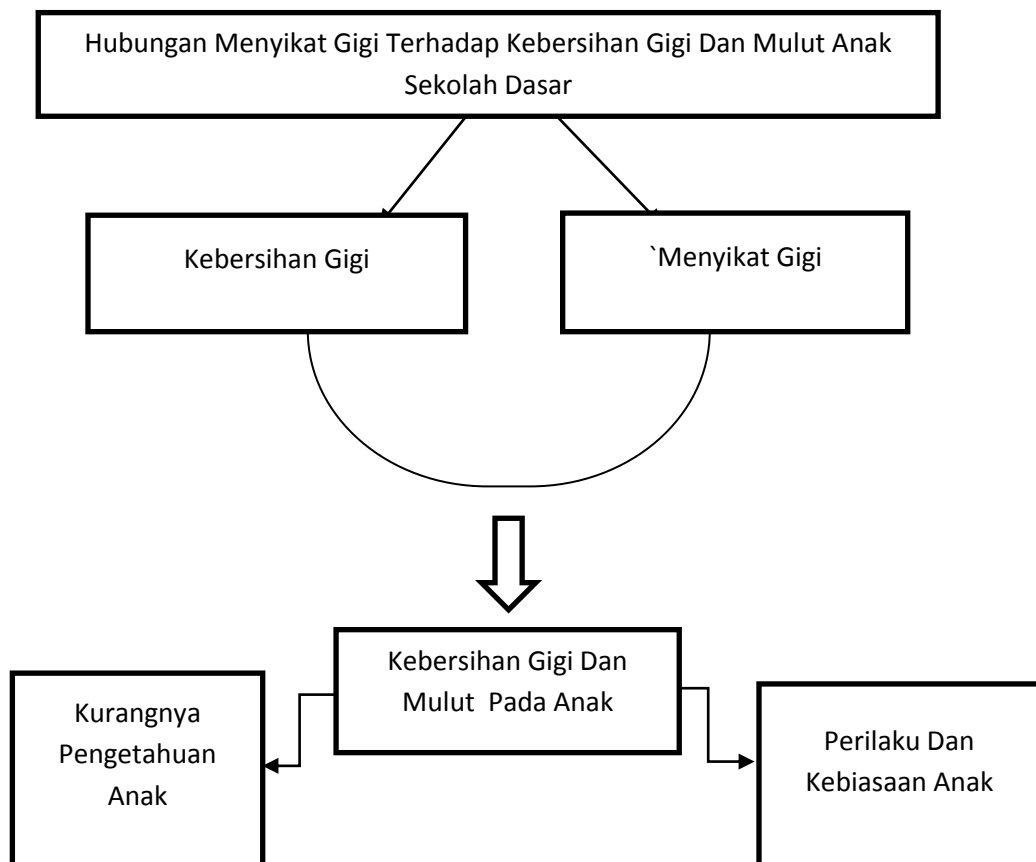 Hubungan Menyikat Gigi Terhadap Kebersihan Gigi Dan Mulut Anak
Sekolah Dasar
Kebersihan Gigi
`Menyikat Gigi
Kebersihan Gigi Dan
Mulut Pada Anak
Kurangnya
Pengetahuan
Anak
Perilaku Dan
Kebiasaan Anak